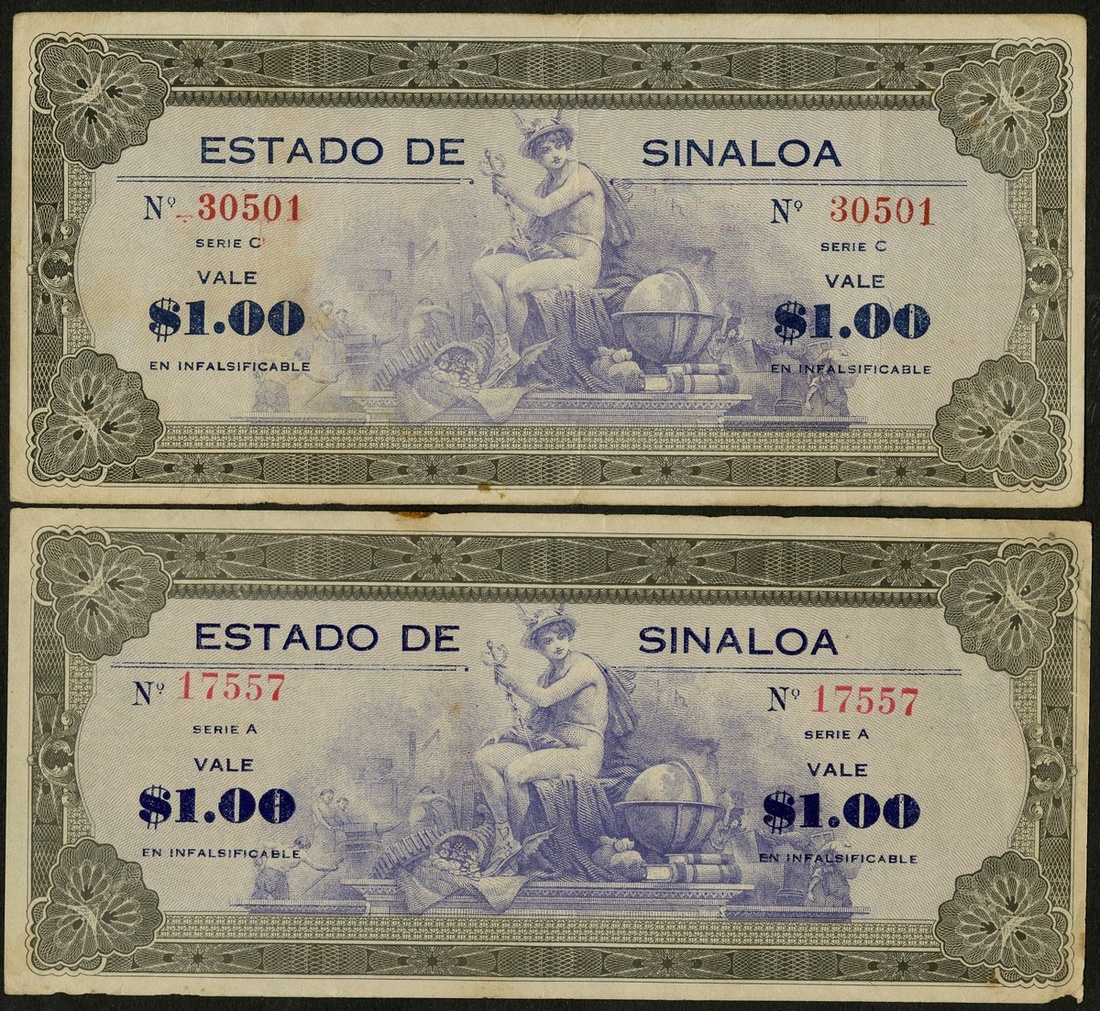 ESTADO DE SINALOA
Nº 30501 Nº 30501
SERIE C SERIE C
VALE VALE
$1.00 $1.00
EN INFALSIFICABLE EN INFALSIFICABLE
ESTADO DE SINALOA
Nº 17557 Nº 17557
SERIE A SERIE A
VALE VALE
$1.00 $1.00
EN INFALSIFICABLE EN INFALSIFICABLE